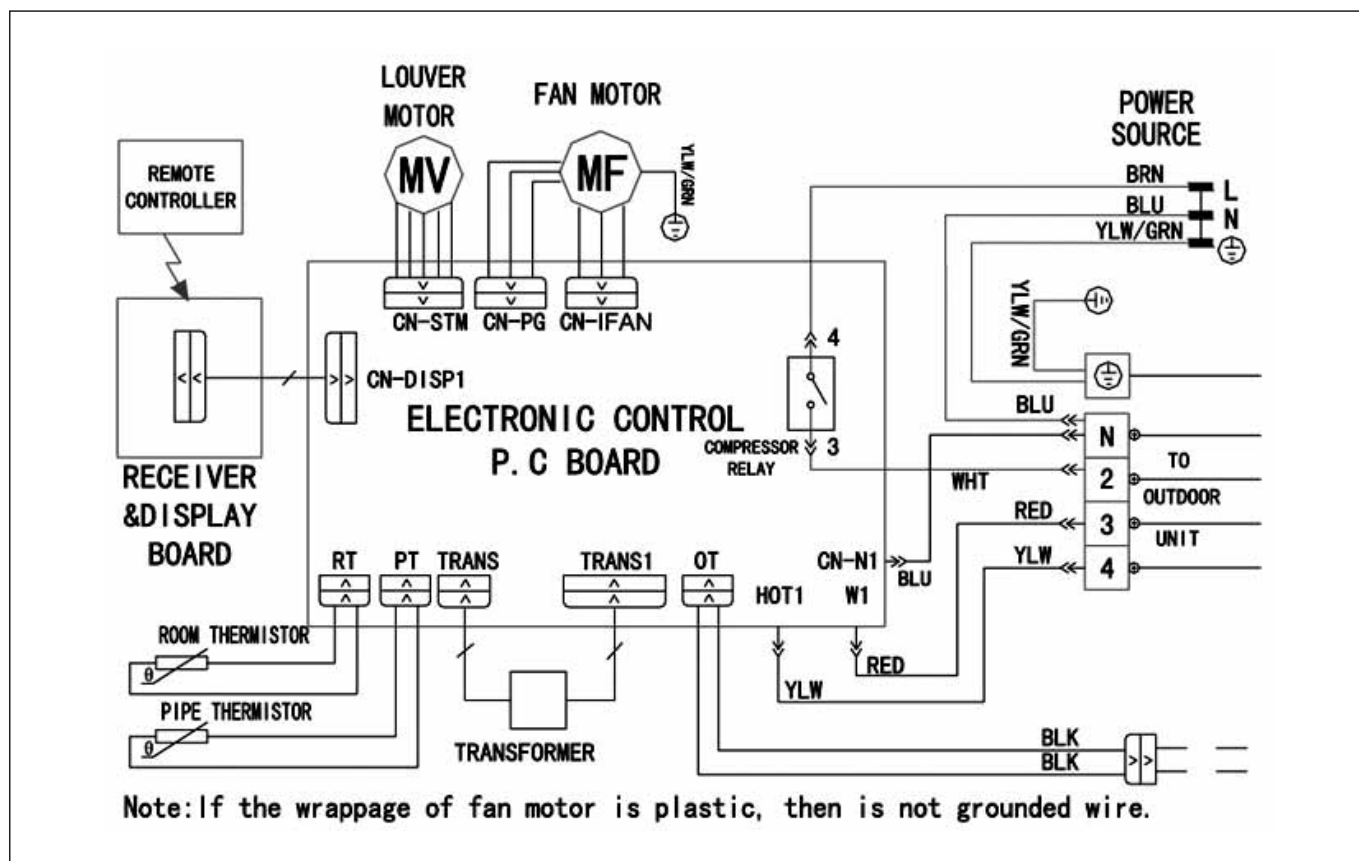 LOUVER
MOTOR
FAN MOTOR
POWER
SOURCE
REMOTE
CONTROLLER
MV
MF
YLW/GRN
BRN
L
BLU
N
YLW/GRN
CN-STM
CN-PG
CN-IFAN
YLW/GRN
4
CN-DISP1
ELECTRONIC CONTROL
P.C BOARD
COMPRESSOR
RELAY
3
BLU
N
WHT
2
TO
OUTDOOR
UNIT
RED
3
YLW
4
RECEIVER
&DISPLAY
BOARD
RT
PT
TRANS
TRANS1
OT
CN-N1
BLU
HOT1
W1
RED
YLW
ROOM THERMISTOR
θ
PIPE THERMISTOR
θ
TRANSFORMER
BLK
BLK
Note:If the wrappage of fan motor is plastic, then is not grounded wire.